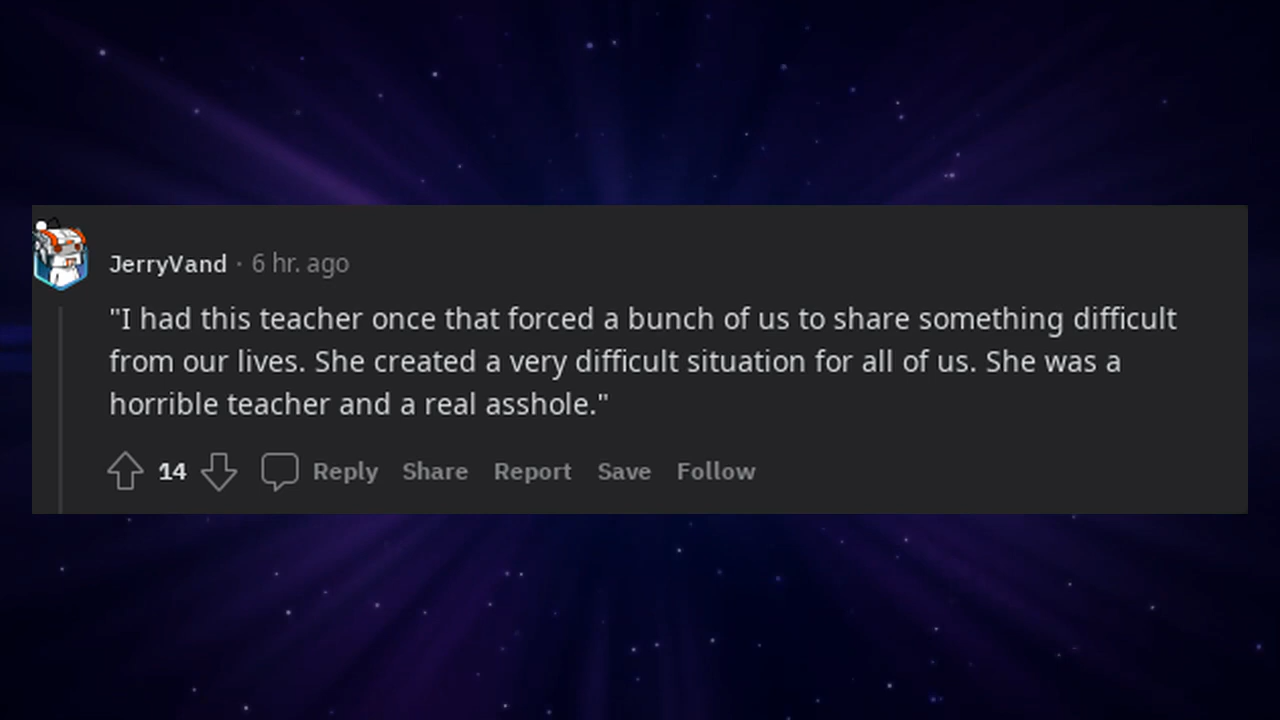 JerryVand · 6 hr. ago
"I had this teacher once that forced a bunch of us to share something difficult
from our lives. She created a very difficult situation for all of us. She was a
horrible teacher and a real asshole."
14 Reply Share Report Save Follow